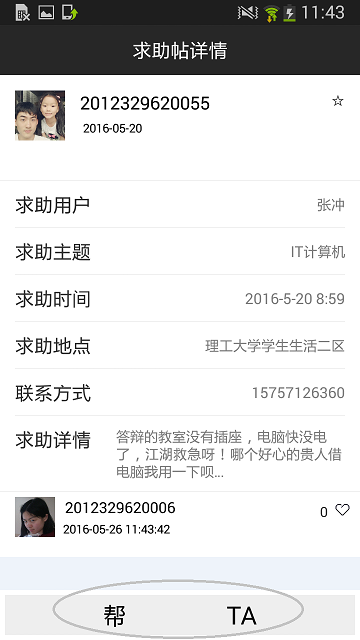 11:43
求助帖详情
2012329620055
2016-05-20
求助用户 张冲
求助主题 IT计算机
求助时间 2016-5-20 8:59
求助地点 理工大学学生生活二区
联系方式 15757126360
求助详情 答辩的教室没有插座，电脑快没电
了，江湖救急呀！哪个好心的贵人借
电脑我用一下呗...
2012329620006
0
2016-05-26 11:43:42
帮 TA